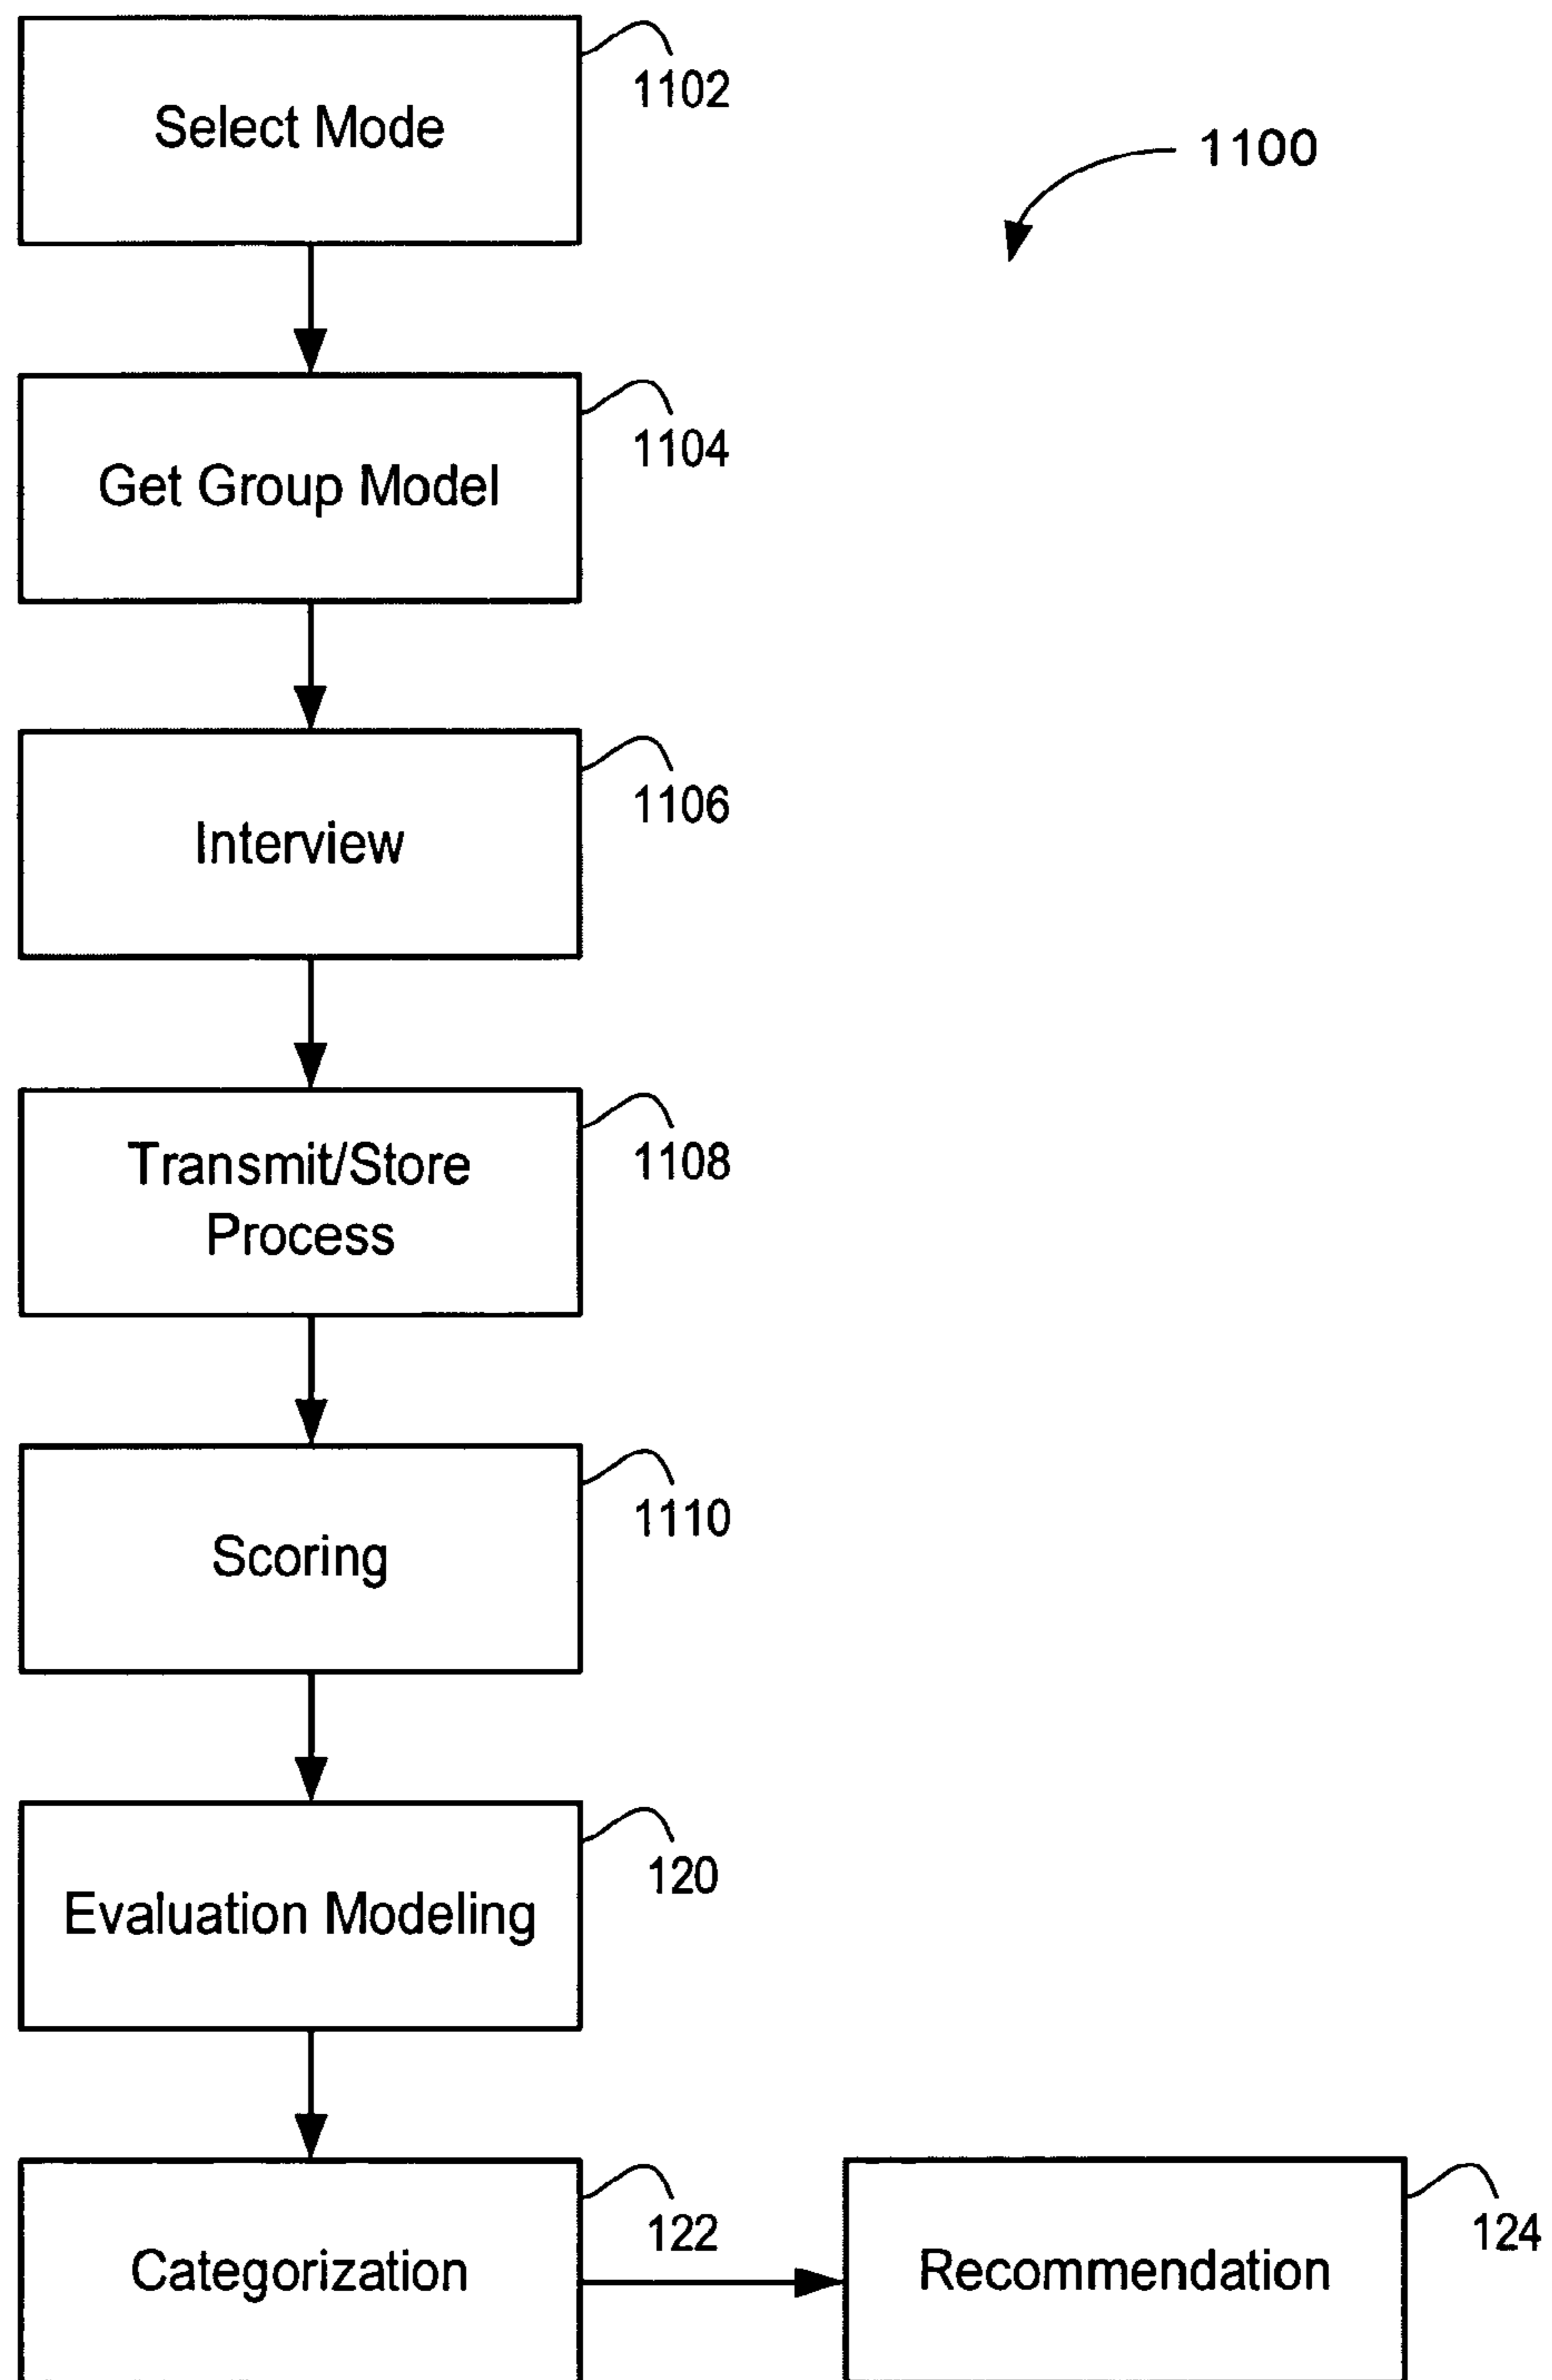 Select Mode
1102
1100
Get Group Model
1104
Interview
1106
Transmit/Store
Process
1108
Scoring
1110
Evaluation Modeling
120
Categorization
122
Recommendation
124